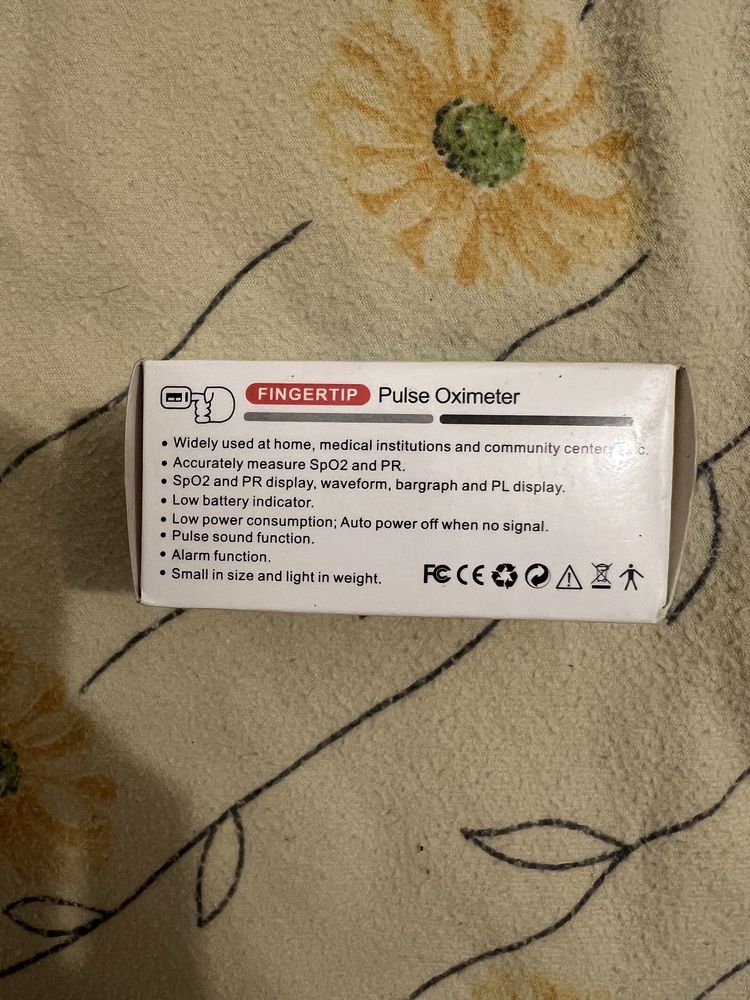 FINGERTIP Pulse Oximeter
• Widely used at home, medical institutions and community center
• Accurately measure SpO2 and PR.
• SpO2 and PR display, waveform, bargraph and PL display.
• Low battery indicator.
• Low power consumption; Auto power off when no signal.
• Pulse sound function.
• Alarm function.
• Small in size and light in weight.
FC CE